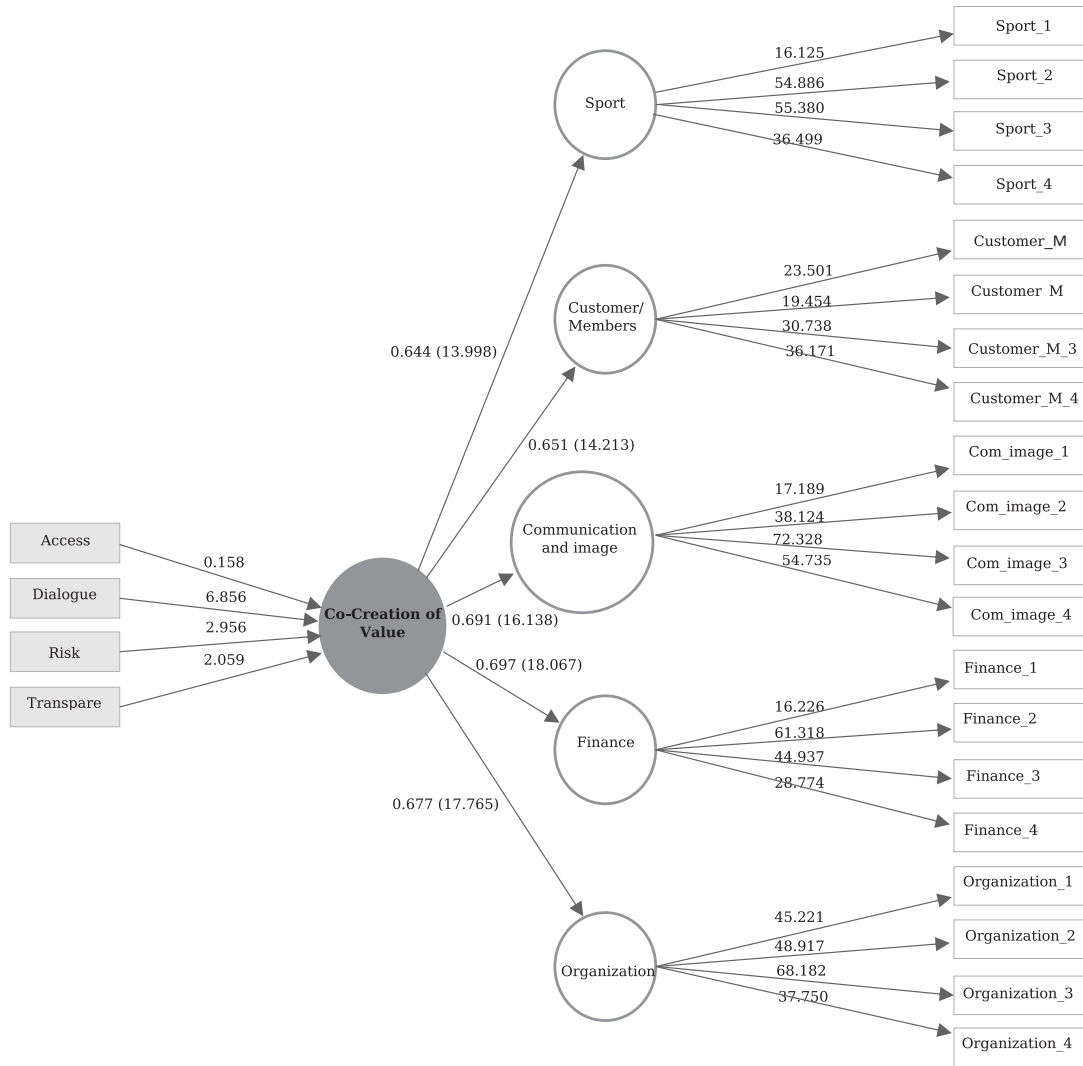 Sport_1
16.125
54.886
Sport_2
Sport
55.380
Sport_3
36.499
Sport_4
Customer_M
23.501
Customer M
19.454
Customer/
Members
30.738
Customer_M_3
36.171
Customer_M_4
0.644 (13.998)
0.651 (14.213)
Com_image_1
17.189
Com_image_2
38.124
Communication
and image
72.328
Com_image_3
54.735
Com_image_4
Access
0.158
Dialogue
6.856
Risk
2.956
Transpare
2.059
Co-Creation of
Value
0.691 (16.138)
0.697 (18.067)
Finance_1
16.226
Finance_2
61.318
Finance
44.937
Finance_3
28.774
Finance_4
0.677 (17.765)
Organization_1
45.221
Organization_2
48.917
Organization
68.182
Organization_3
37.750
Organization_4